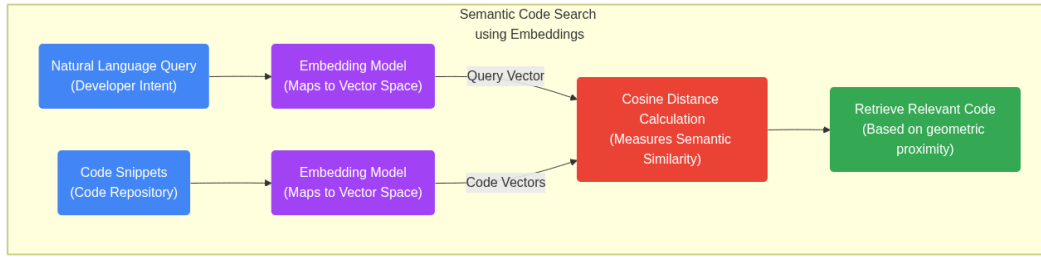 Semantic Code Search
using Embeddings
Natural Language Query
(Developer Intent)
Embedding Model
(Maps to Vector Space)
Query Vector
Code Snippets
(Code Repository)
Embedding Model
(Maps to Vector Space)
Code Vectors
Cosine Distance
Calculation
(Measures Semantic
Similarity)
Retrieve Relevant Code
(Based on geometric
proximity)